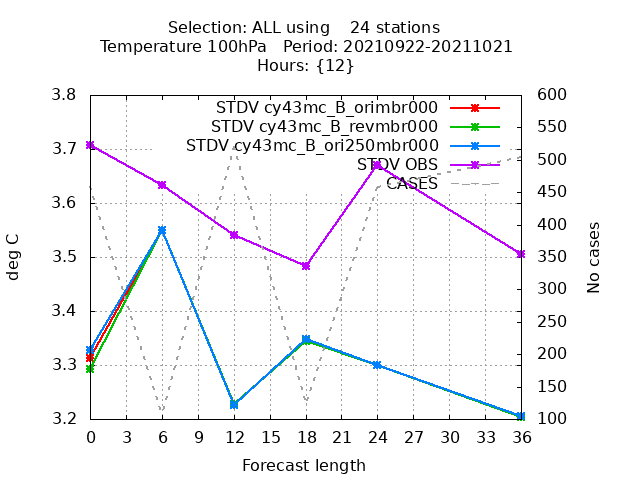 Selection: ALL using    24 stations
Temperature 100hPa   Period: 20210922-20211021
Hours: {12}
3.8
3.7
3.6
3.5
3.4
3.3
3.2
deg C
STDV cy43mc_B_orimbr000
STDV cy43mc_B_revmbr000
STDV cy43mc_B_ori250mbr000
STDV OBS
CASES
600
550
500
450
400
350
300
250
200
150
100
No cases
0 3 6 9 12 15 18 21 24 27 30 33 36
Forecast length